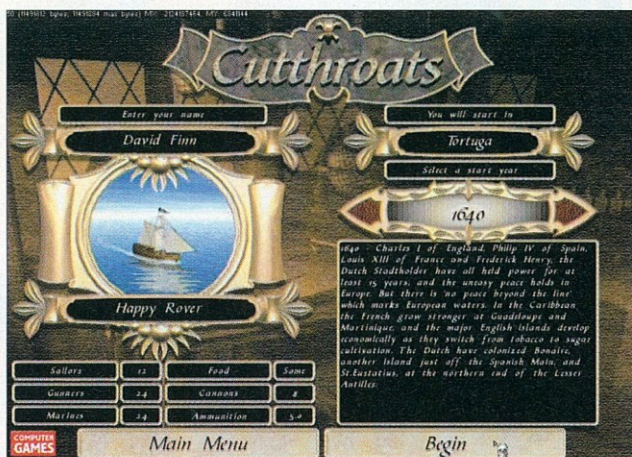 Cutthroats
Enter your name
David Finn
Happy Rover
Sailors 12 Food Some
Gunners 24 Cannons 4
Marines 24 Ammunition
You will start in
Tortuga
Select a start year
1640
1640 - Charles I of England, Philip IV of Spain,
Louis XIII of France and Frederick Henry, the
Dutch Stadtholder have all held power for at
least 15 years, and the uneasy peace holds in
Europe. But there is 'no peace beyond the line'
which marks European waters. In the Caribbean
the French grow stronger at Guadeloupe and
Martinique, and the major English islands develop
economically as they switch from tobacco to sugar
cultivation. The Dutch have colonized Bonaire,
another island just off the Spanish Main, and
St.Eustatius, at the northern end of the Lesser
Antilles.
COMPUTER
GAMES
Main Menu
Begin